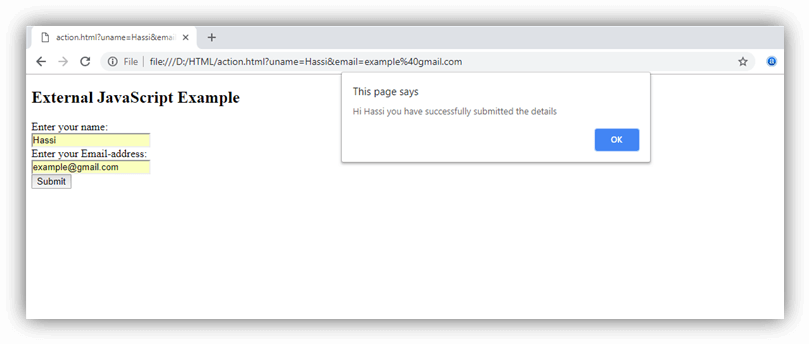 action.html?uname=Hassi&emai
File file:///D:/HTML/action.html?uname=Hassi&email=example%40gmail.com
This page says
Hi Hassi you have successfully submitted the details
OK
External JavaScript Example
Enter your name:
Hassi
Enter your Email-address:
example@gmail.com
Submit